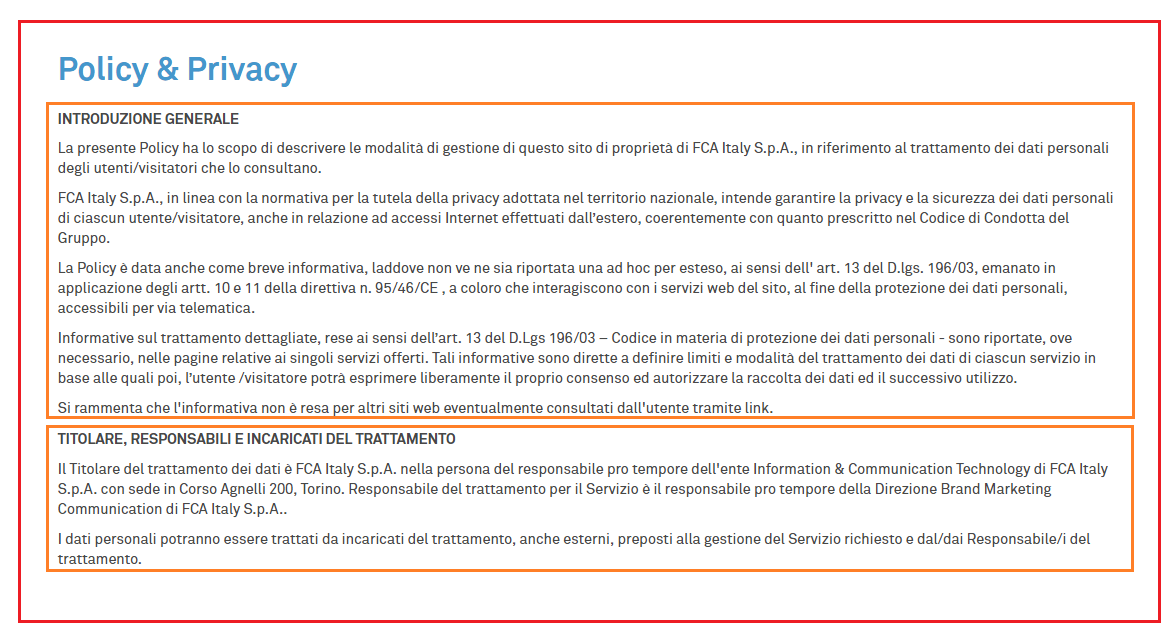 Policy & Privacy
INTRODUZIONE GENERALE
La presente Policy ha lo scopo di descrivere le modalità di gestione di questo sito di proprietà di FCA Italy S.p.A., in riferimento al trattamento dei dati personali
degli utenti/visitatori che lo consultano.
FCA Italy S.p.A., in linea con la normativa per la tutela della privacy adottata nel territorio nazionale, intende garantire la privacy e la sicurezza dei dati personali
di ciascun utente/visitatore, anche in relazione ad accessi Internet effettuati dall’estero, coerentemente con quanto prescritto nel Codice di Condotta del
Gruppo.
La Policy è data anche come breve informativa, laddove non ve ne sia riportata una ad hoc per esteso, ai sensi dell' art. 13 del D.lgs. 196/03, emanato in
applicazione degli artt. 10 e 11 della direttiva n. 95/46/CE , a coloro che interagiscono con i servizi web del sito, al fine della protezione dei dati personali,
accessibili per via telematica.
Informative sul trattamento dettagliate, rese ai sensi dell’art. 13 del D.Lgs 196/03 – Codice in materia di protezione dei dati personali - sono riportate, ove
necessario, nelle pagine relative ai singoli servizi offerti. Tali informative sono dirette a definire limiti e modalità del trattamento dei dati di ciascun servizio in
base alle quali poi, l’utente /visitatore potrà esprimere liberamente il proprio consenso ed autorizzare la raccolta dei dati ed il successivo utilizzo.
Si rammenta che l'informativa non è resa per altri siti web eventualmente consultati dall'utente tramite link.
TITOLARE, RESPONSABILI E INCARICATI DEL TRATTAMENTO
Il Titolare del trattamento dei dati è FCA Italy S.p.A. nella persona del responsabile pro tempore dell'ente Information & Communication Technology di FCA Italy
S.p.A. con sede in Corso Agnelli 200, Torino. Responsabile del trattamento per il Servizio è il responsabile pro tempore della Direzione Brand Marketing
Communication di FCA Italy S.p.A..
I dati personali potranno essere trattati da incaricati del trattamento, anche esterni, preposti alla gestione del Servizio richiesto e dal/dai Responsabile/i del
trattamento.